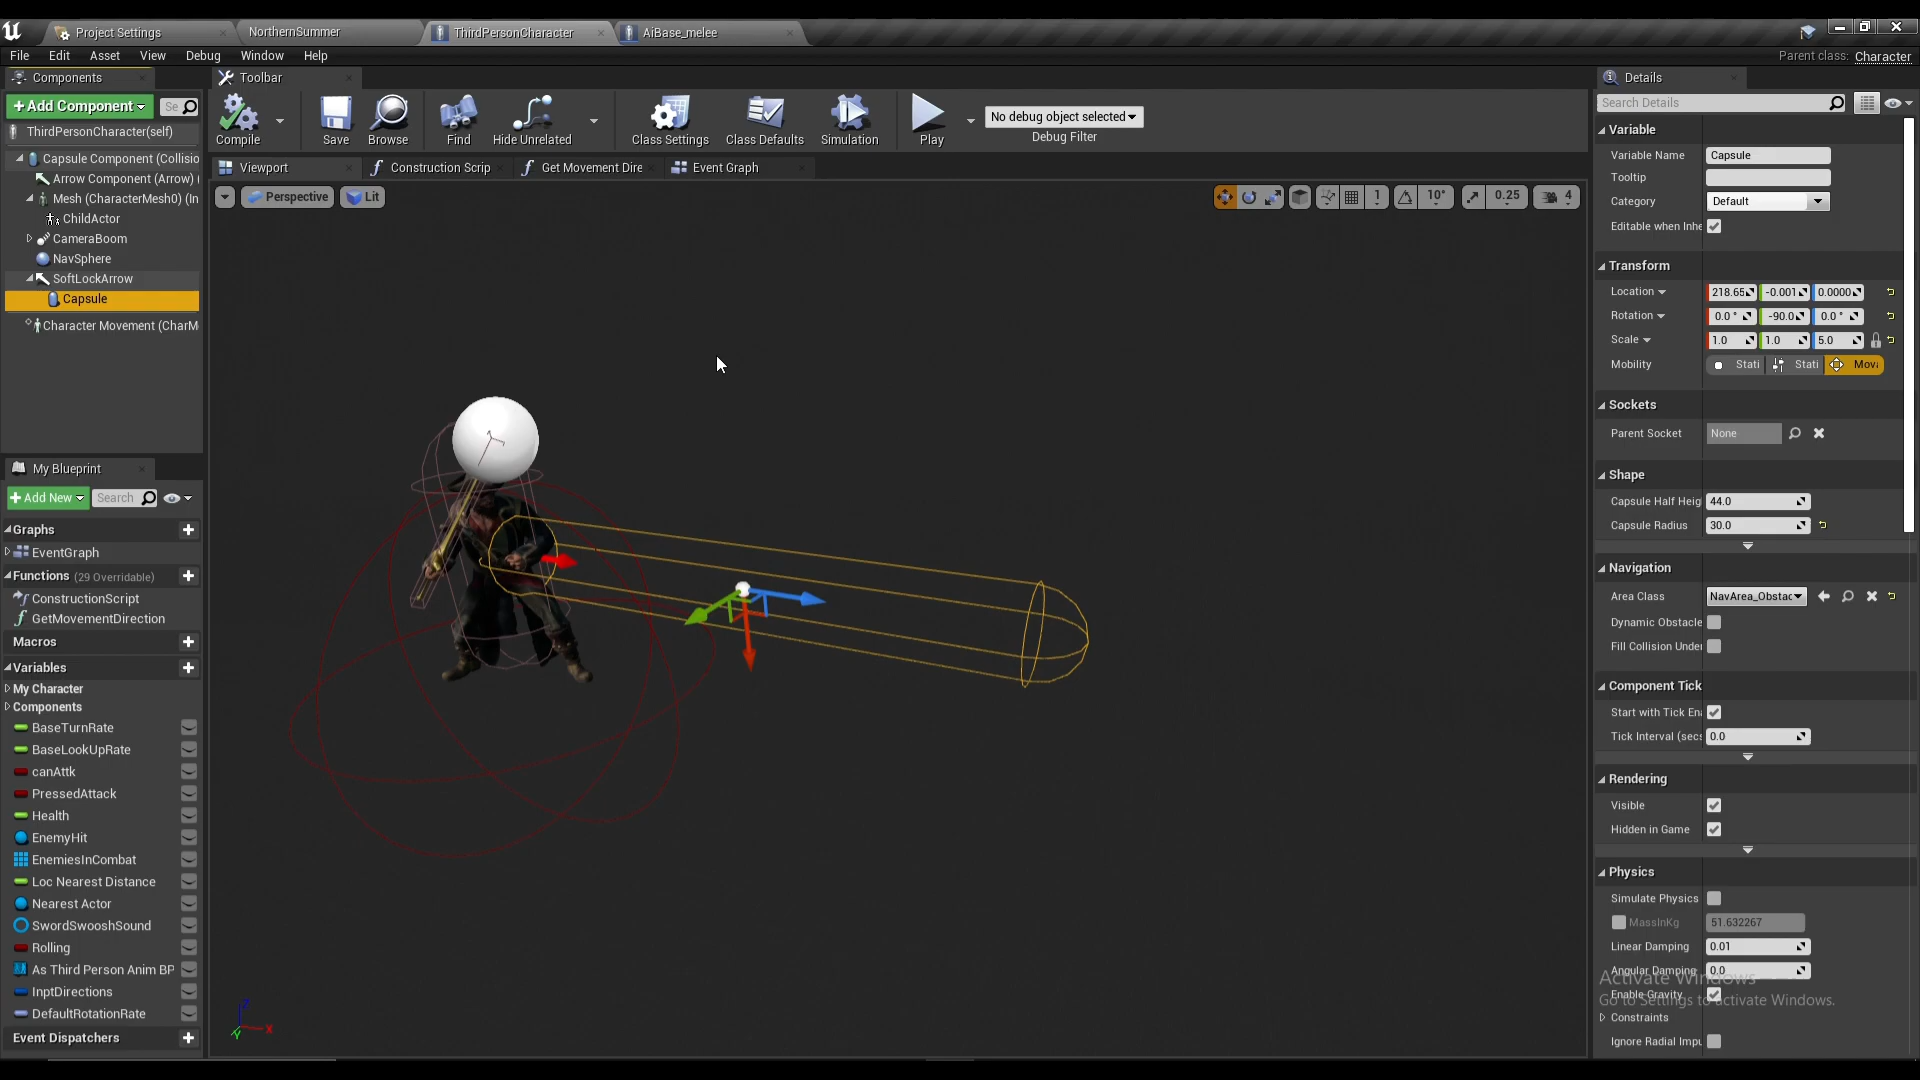 Project Settings
NorthernSummer
ThirdPersonCharacter
AiBase_melee
File Edit Asset View Window Debug Help
Parent class: Character
Components
Toolbar
Details
+Add Component
Se
Compile
Save
Browse
Find
Hide Unrelated
Class Settings
Class Defaults
Simulation
Play
No debug object selected
Debug Filter
Search Details
ThirdPersonCharacter(self)
Capsule Component (Collisio
Arrow Component (Arrow) (
Mesh (CharacterMesh0) (In
ChildActor
CameraBoom
NavSphere
SoftLockArrow
Capsule
Character Movement (CharM
Viewport
Construction Scrip
Get Movement Dire
Event Graph
Perspective
Lit
1
10°
0.25
4
My Blueprint
+Add New
Search
Graphs
EventGraph
Functions (29 Overridable)
ConstructionScript
GetMovementDirection
Macros
Variables
My Character
Components
BaseTurnRate
BaseLookUpRate
canAttk
PressedAttack
Health
EnemyHit
EnemiesInCombat
Loc Nearest Distance
Nearest Actor
SwordSwooshSound
Rolling
As Third Person Anim BP
InptDirections
DefaultRotationRate
Event Dispatchers
Z
X
Y
Variable
Variable Name Capsule
Tooltip
Category Default
Editable when Inhe
Transform
Location 218.65 -0.001 0.0000
Rotation 0.0 ° -90.0 0.0 °
Scale 1.0 1.0 5.0
Mobility Stati Stati Mova
Sockets
Parent Socket None
Shape
Capsule Half Heig 44.0
Capsule Radius 30.0
Navigation
Area Class NavArea_Obstac
Dynamic Obstacle
Fill Collision Under
Component Tick
Start with Tick Ena
Tick Interval (secs 0.0
Rendering
Visible
Hidden in Game
Physics
Simulate Physics
MassInKg 51.632267
Linear Damping 0.01
Angular Damping 0.0
Enable Gravity
Constraints
Ignore Radial Impu
Activate Windows
Go to Settings to activate Windows.